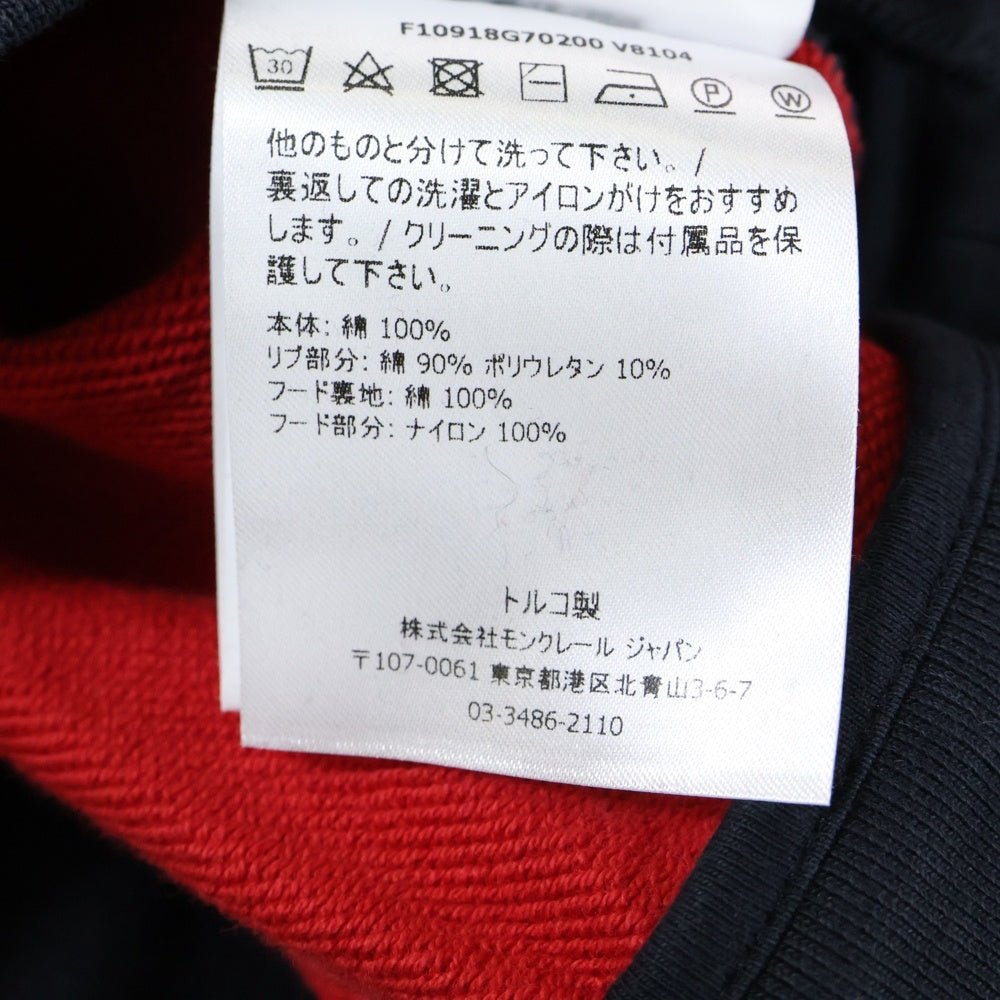 F10918G70200 V8104
30 P W
他のものと分けて洗って下さい。/
裏返しての洗濯とアイロンがけをおすすめ
します。/ クリーニングの際は付属品を保
護して下さい。
本体: 綿 100%
リブ部分: 綿 90% ポリウレタン 10%
フード裏地: 綿 100%
フード部分: ナイロン 100%
トルコ製
株式会社モンクレール ジャパン
〒107-0061 東京都港区北青山3-6-7
03-3486-2110